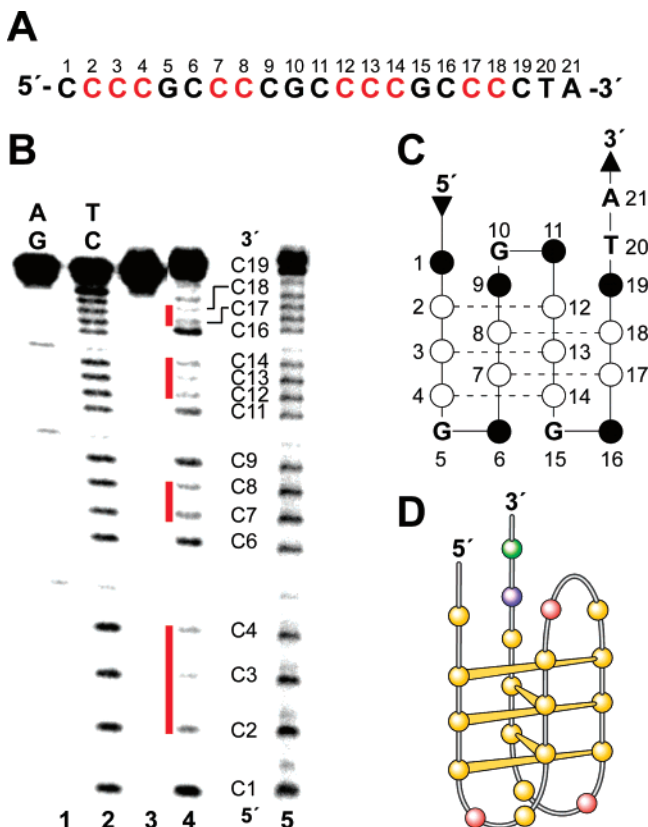 A
1 2 3 4 5 6 7 8 9 10 11 12 13 14 15 16 17 18 19 20 21
5´- C C C C G C C C C G C C C C G C C C C T A -3´
B
A T
G C
3´
C19
C18
C17
C16
C14
C13
C12
C11
C9
C8
C7
C6
C4
C3
C2
C1
1 2 3 4 5´ 5
C
3´
5´
A 21
10 11
G
T 20
1 9 19
2 12
8 18
3 13
7 17
4 14
G G
5 6 15 16
D
3´
5´